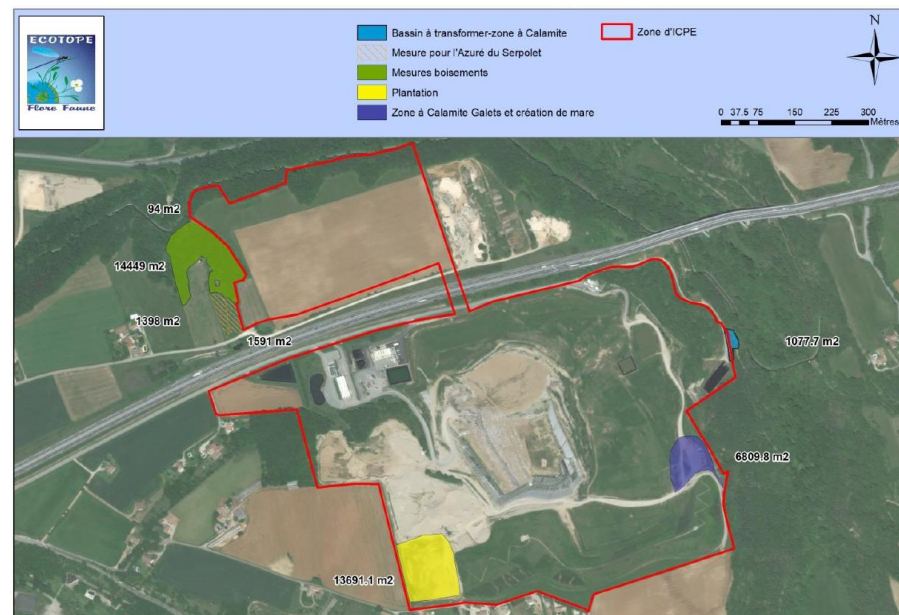 ECOTOPE
Flore Faune
Bassin à transformer-zone à Calamite
Mesure pour l'Azuré du Serpolet
Mesures boisements
Plantation
Zone à Calamite Galets et création de mare
Zone d'ICPE
N
0 37.5 75 150 225 300
Mètres
94 m2
14449 m2
1398 m2
1591 m2
1077.7 m2
6809.8 m2
13691.1 m2